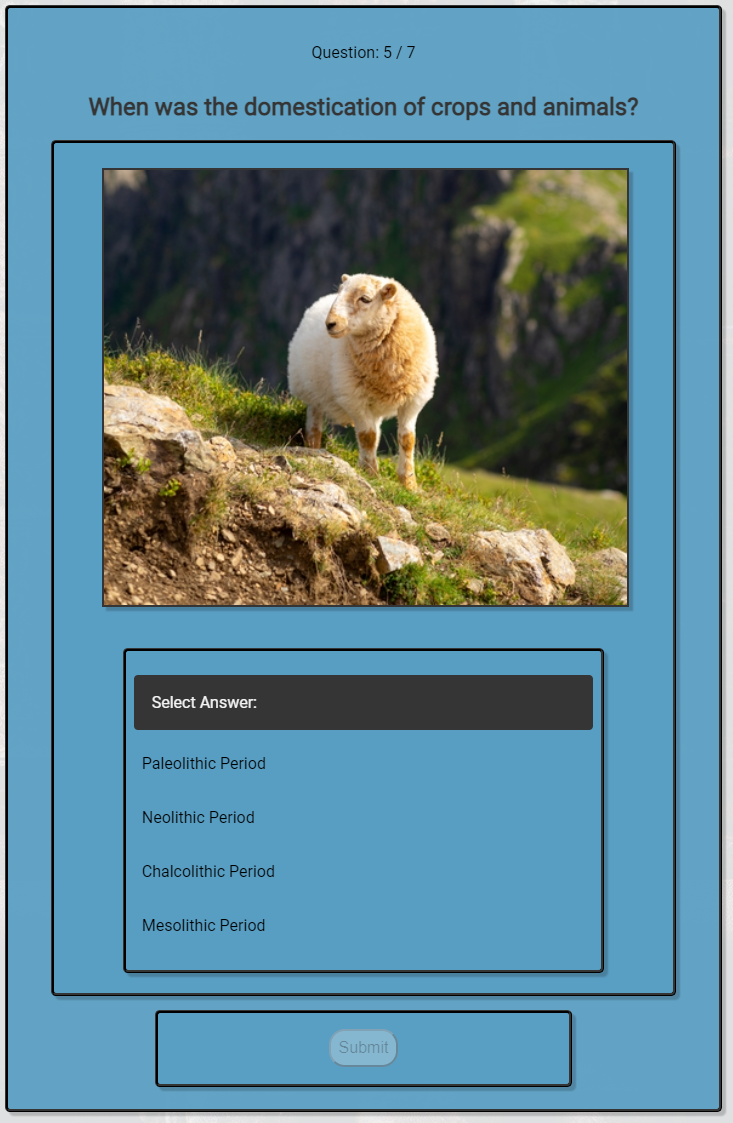 Question: 5 / 7
When was the domestication of crops and animals?
Select Answer:
Paleolithic Period
Neolithic Period
Chalcolithic Period
Mesolithic Period
Submit